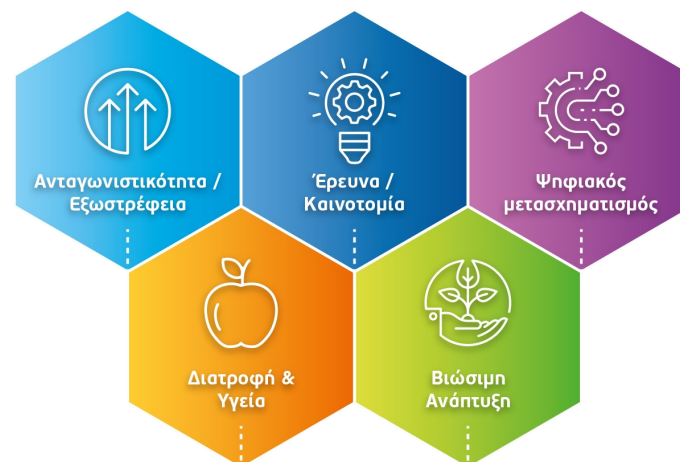 Ανταγωνιστικότητα /
Εξωστρέφεια
Έρευνα /
Καινοτομία
Ψηφιακός
μετασχηματισμός
Διατροφή &
Υγεία
Βιώσιμη
Ανάπτυξη